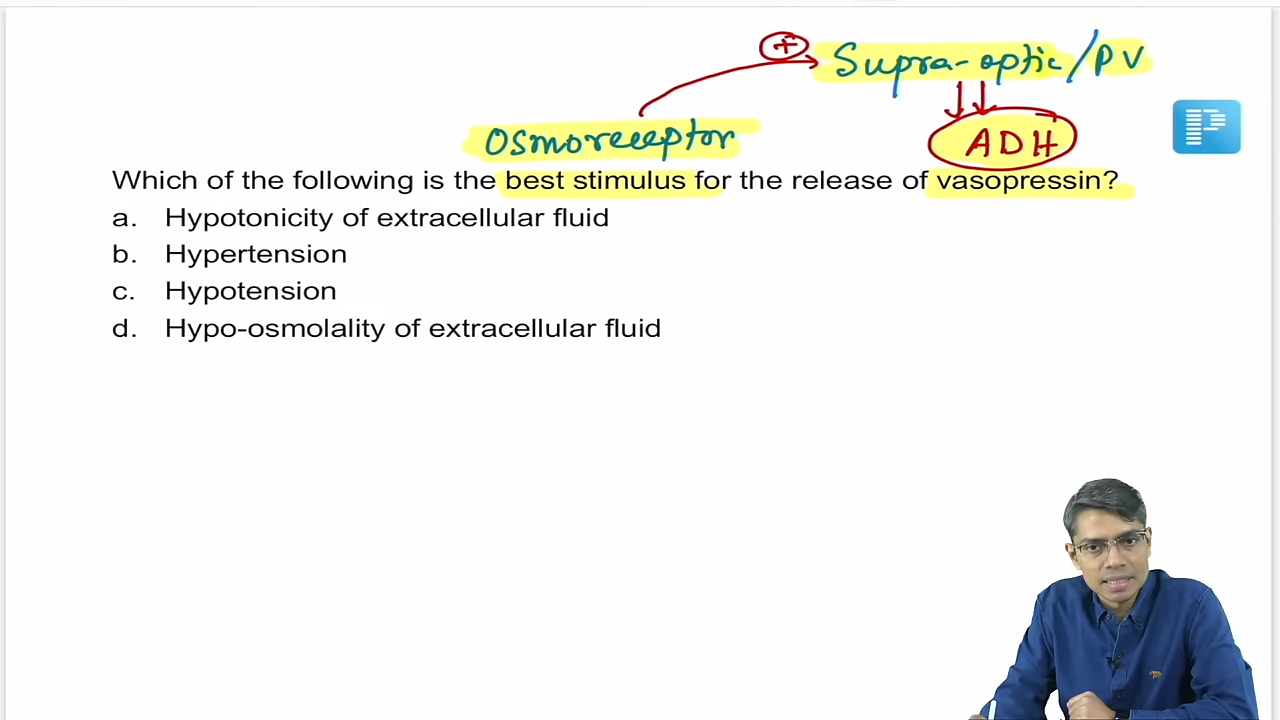 Supra-optic/PV
+
Osmoreceptor
ADH
Which of the following is the best stimulus for the release of vasopressin?
a. Hypotonicity of extracellular fluid
b. Hypertension
c. Hypotension
d. Hypo-osmolality of extracellular fluid
P